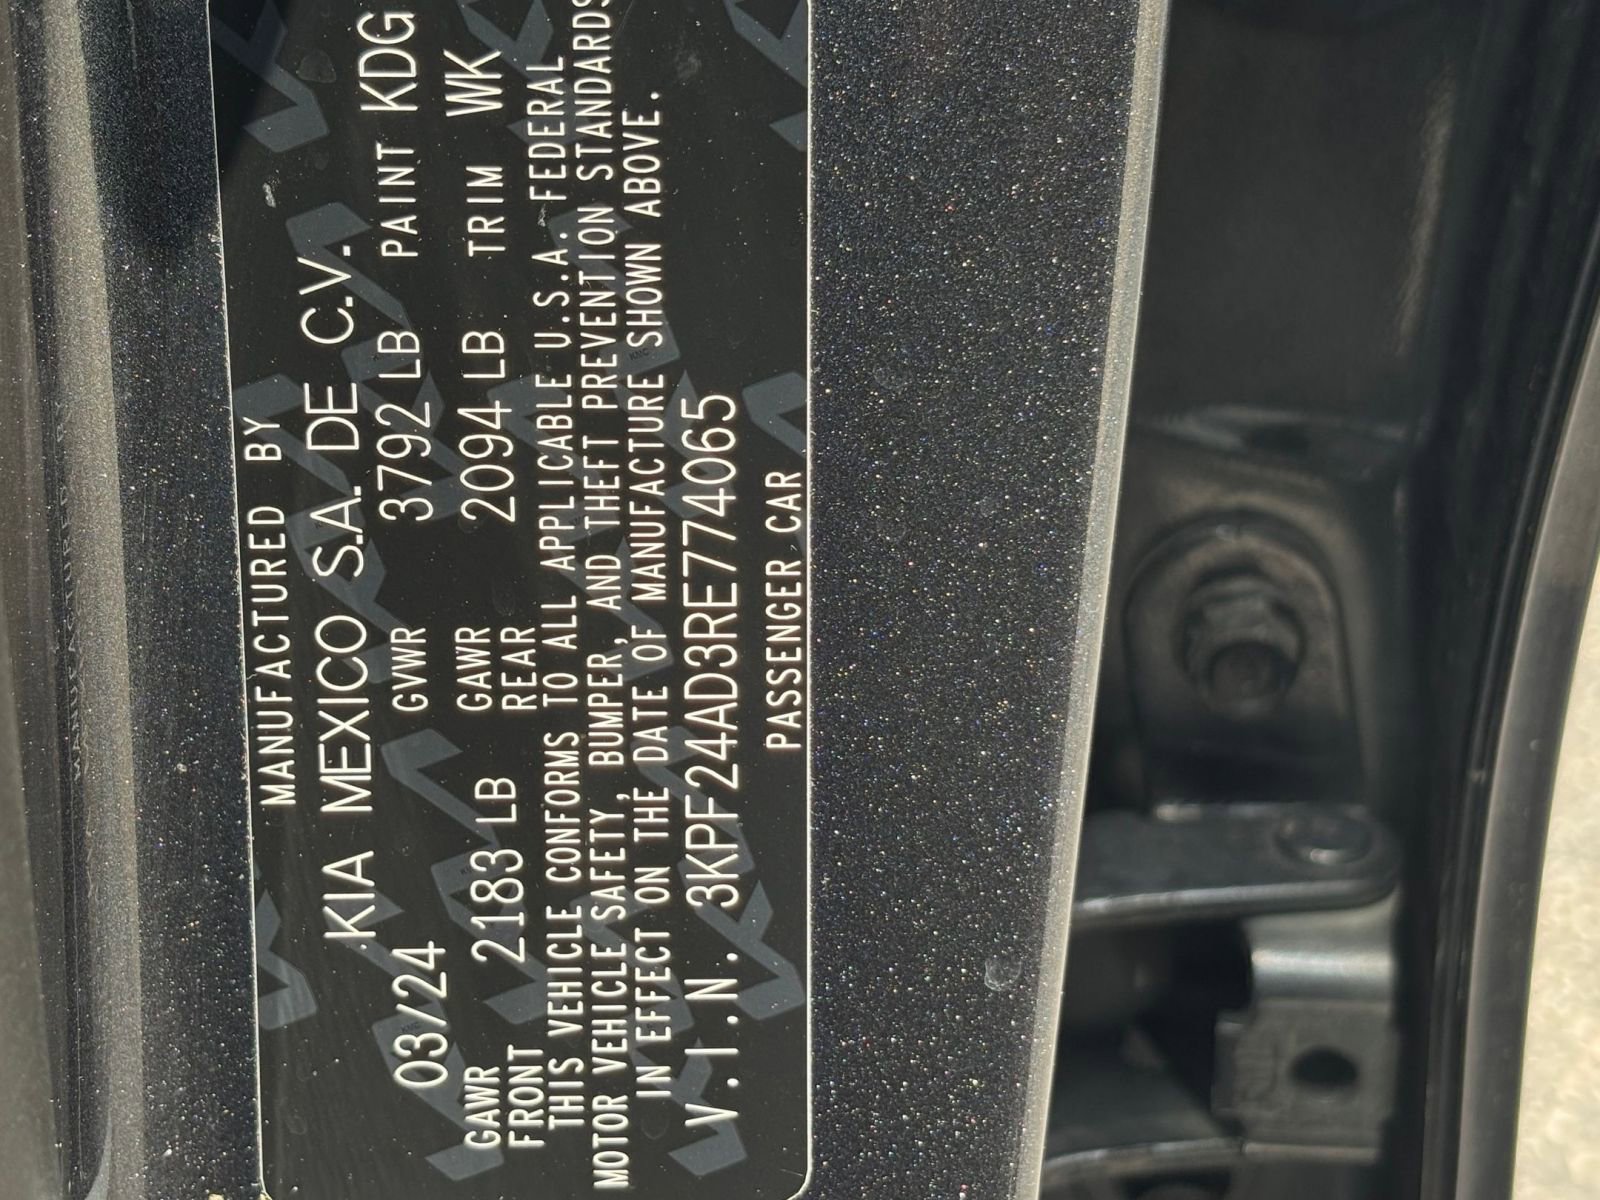 MANUFACTURED BY
KIA MEXICO S.A. DE C.V.
03/24 GVWR 3792 LB PAINT KDG
GAWR FRONT 2183 LB GAWR REAR 2094 LB TRIM WK
THIS VEHICLE CONFORMS TO ALL APPLICABLE U.S.A. FEDERAL
MOTOR VEHICLE SAFETY, BUMPER, AND THEFT PREVENTION STANDARDS
IN EFFECT ON THE DATE OF MANUFACTURE SHOWN ABOVE.
V.I.N. 3KPF24AD3RE774065
PASSENGER CAR